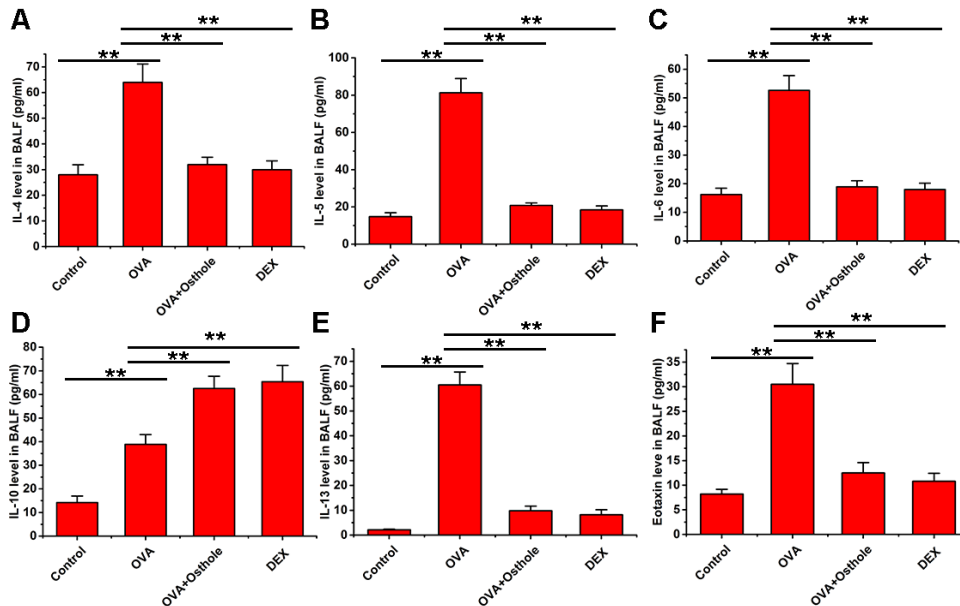 A
**
**
**
IL-4 level in BALF (pg/ml)
70
60
50
40
30
20
10
0
Control
OVA
OVA+Osthole
DEX
B
**
**
**
IL-5 level in BALF (pg/ml)
100
80
60
40
20
0
Control
OVA
OVA+Osthole
DEX
C
**
**
**
IL-6 level in BALF (pg/ml)
60
50
40
30
20
10
0
Control
OVA
OVA+Osthole
DEX
D
**
**
**
IL-10 level in BALF (pg/ml)
80
70
60
50
40
30
20
10
0
Control
OVA
OVA+Osthole
DEX
E
**
**
**
IL-13 level in BALF (pg/ml)
70
60
50
40
30
20
10
0
Control
OVA
OVA+Osthole
DEX
F
**
**
**
Eotaxin leve in BALF (pg/ml)
35
30
25
20
15
10
5
0
Control
OVA
OVA+Osthole
DEX